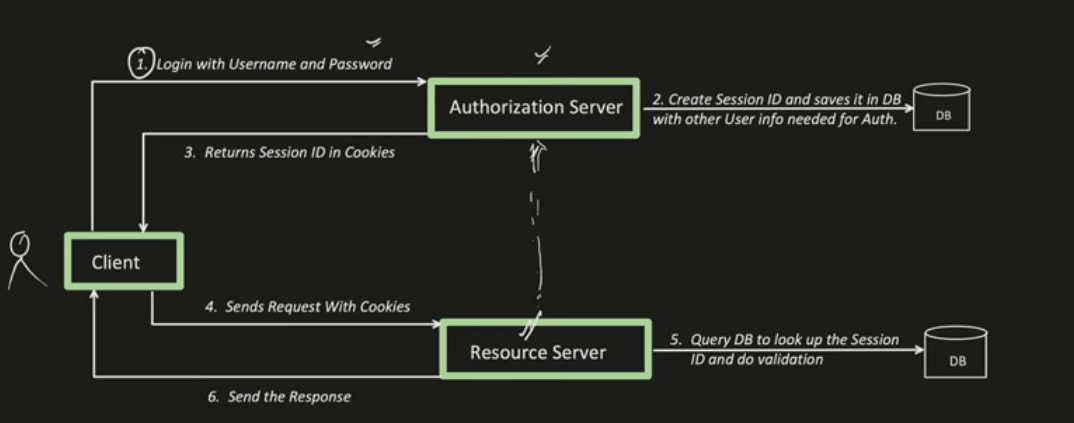 1. Login with Username and Password
Authorization Server
2. Create Session ID and saves it in DB
with other User info needed for Auth.
DB
3. Returns Session ID in Cookies
Client
4. Sends Request With Cookies
Resource Server
5. Query DB to look up the Session
ID and do validation
DB
6. Send the Response